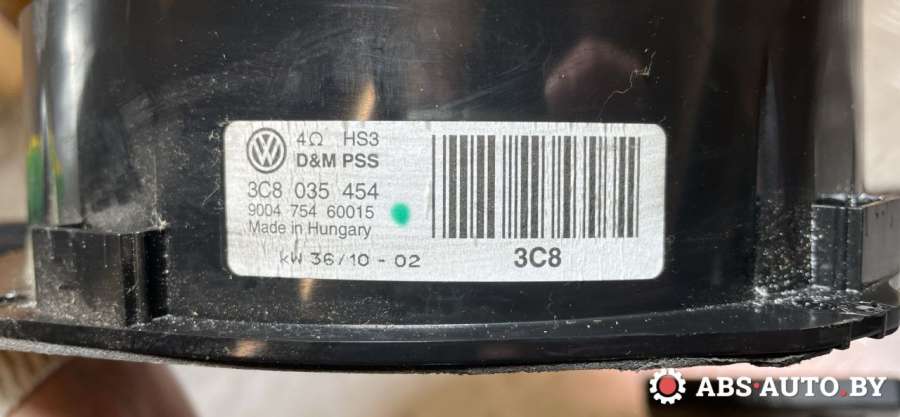 4Ω HS3
D&M PSS
3C8 035 454
9004 754 60015
Made in Hungary
KW 36/10 - 02
3C8
ABS·AUTO.BY